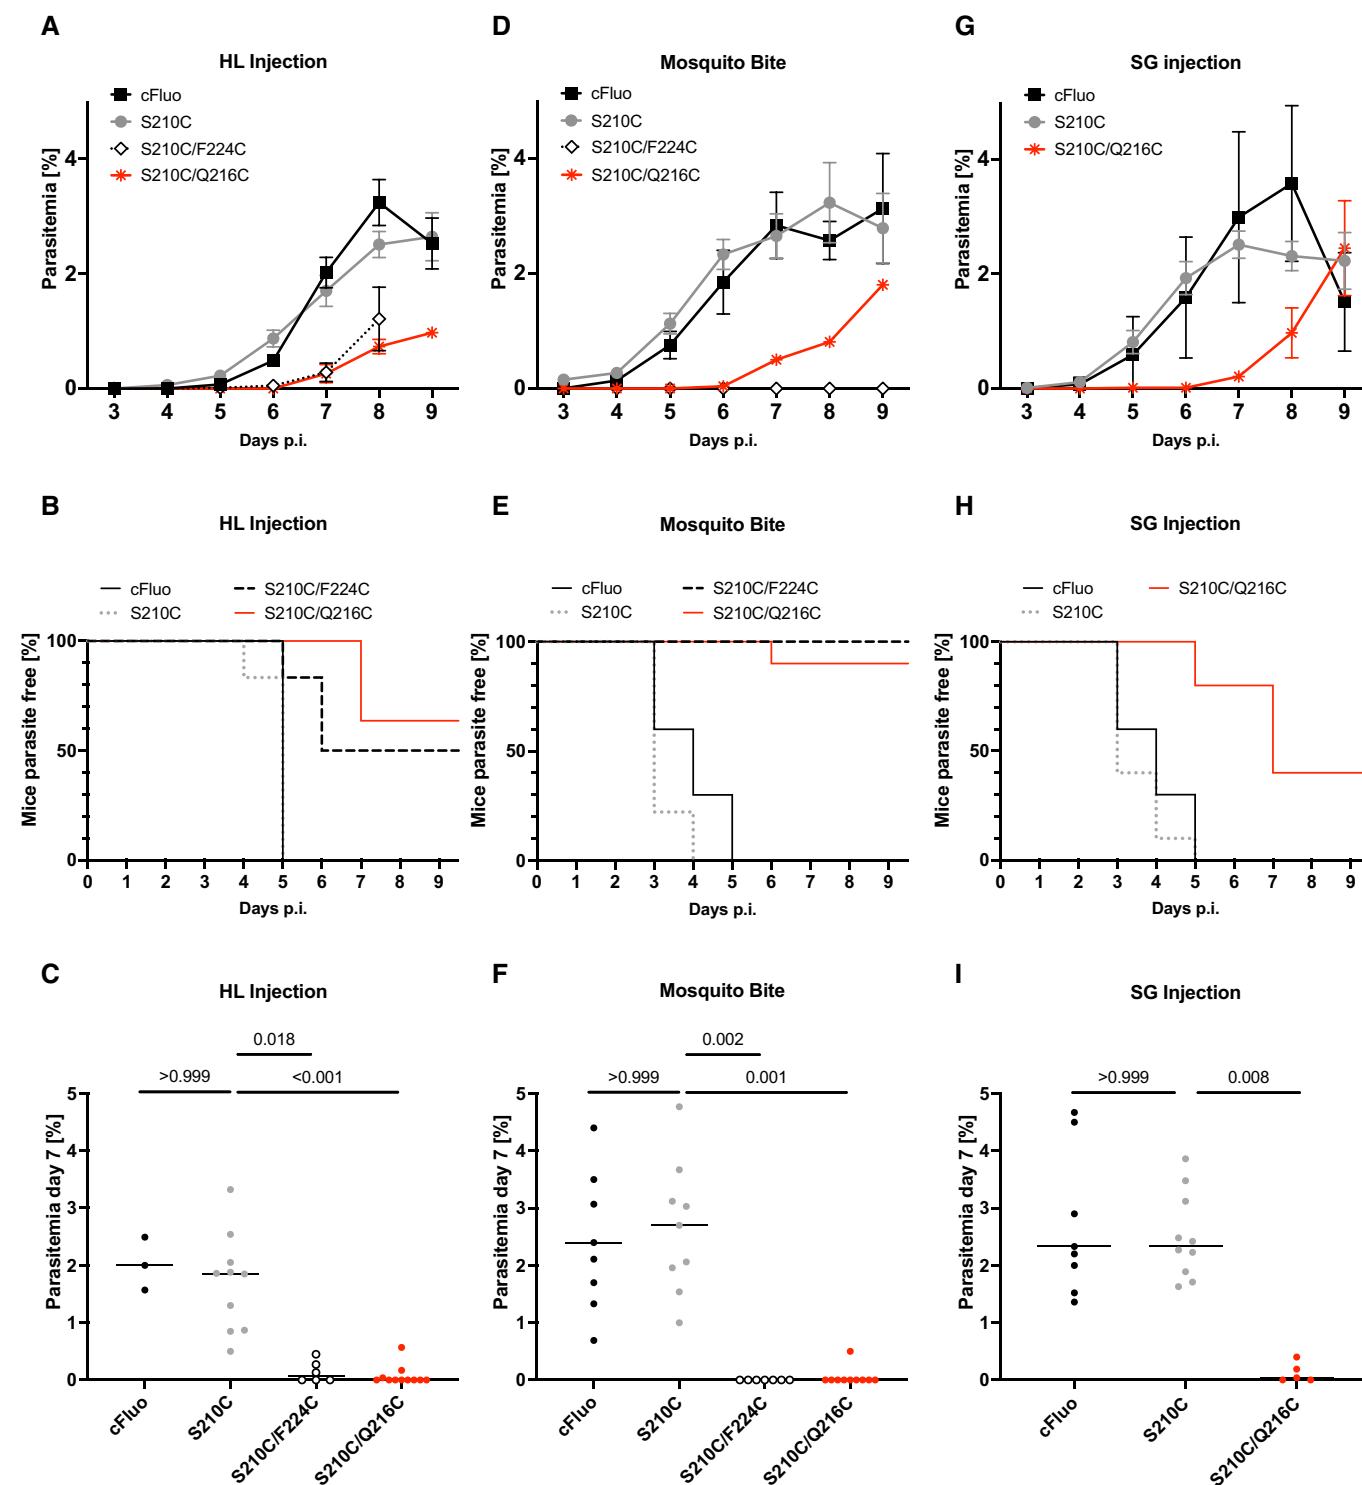 A
HL Injection
cFluo
S210C
S210C/F224C
S210C/Q216C
Parasitemia [%]
4
2
0
3 4 5 6 7 8 9
Days p.i.
D
Mosquito Bite
cFluo
S210C
S210C/F224C
S210C/Q216C
Parasitemia [%]
4
2
0
3 4 5 6 7 8 9
Days p.i.
G
SG injection
cFluo
S210C
S210C/Q216C
Parasitemia [%]
4
2
0
3 4 5 6 7 8 9
Days p.i.
B
HL Injection
cFluo
S210C
S210C/F224C
S210C/Q216C
Mice parasite free [%]
100
50
0
0 1 2 3 4 5 6 7 8 9
Days p.i.
E
Mosquito Bite
cFluo
S210C
S210C/F224C
S210C/Q216C
Mice parasite free [%]
100
50
0
0 1 2 3 4 5 6 7 8 9
Days p.i.
H
SG Injection
cFluo
S210C
S210C/Q216C
Mice parasite free [%]
100
50
0
0 1 2 3 4 5 6 7 8 9
Days p.i.
C
HL Injection
0.018
>0.999 <0.001
Parasitemia day 7 [%]
5
4
3
2
1
0
cFluo
S210C
S210C/F224C
S210C/Q216C
F
Mosquito Bite
0.002
>0.999 0.001
Parasitemia day 7 [%]
5
4
3
2
1
0
cFluo
S210C
S210C/F224C
S210C/Q216C
I
SG Injection
>0.999 0.008
Parasitemia day 7 [%]
5
4
3
2
1
0
cFluo
S210C
S210C/Q216C